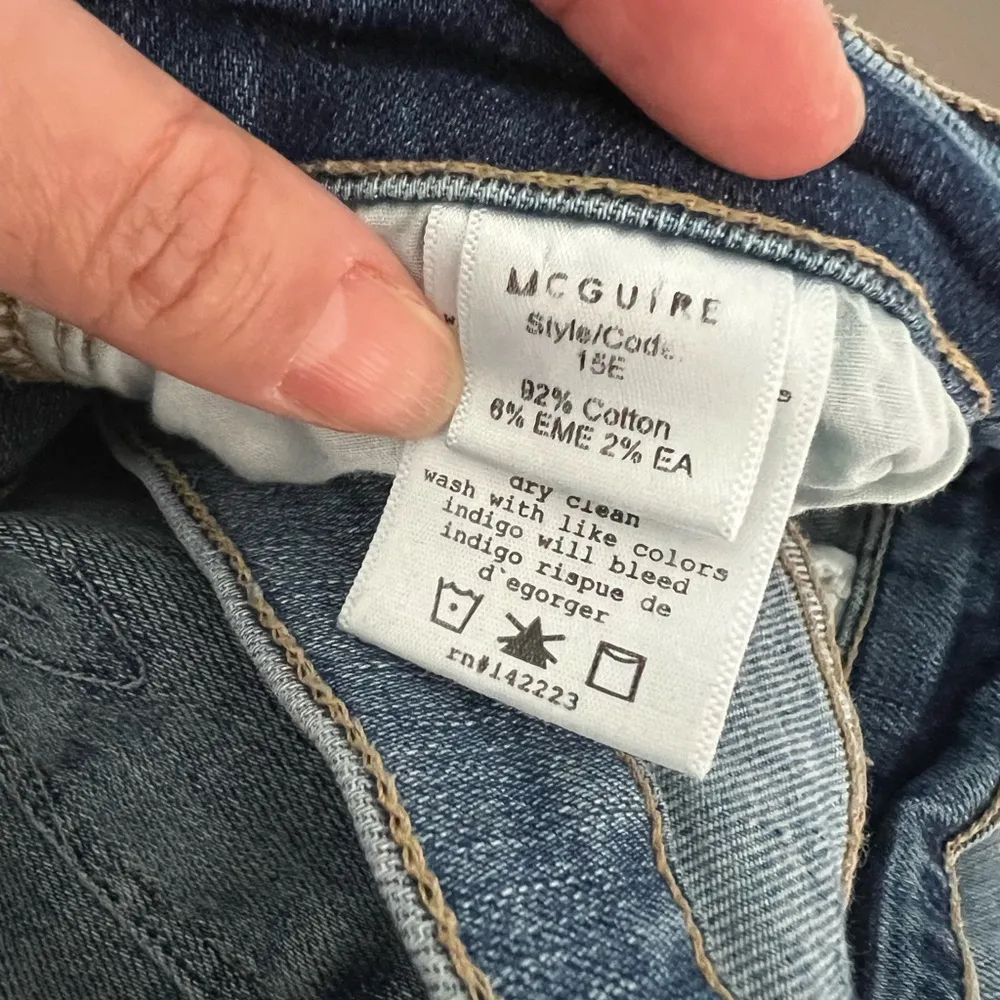 MCGUIRE
Style/Code:
15E
92% Cotton
6% EME 2% EA
dry clean
wash with like colors
indigo will bleed
indigo rispue de
d`egorger
rn#142223